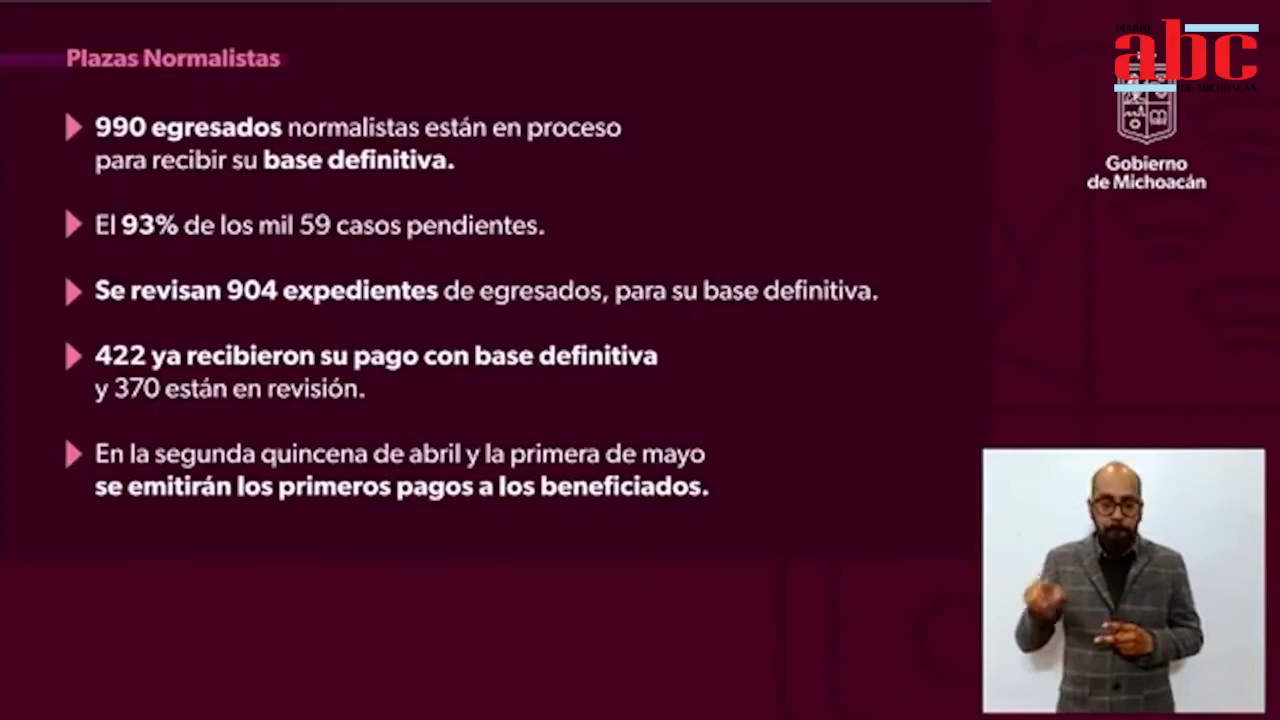 Plazas Normalistas
990 egresados normalistas están en proceso
para recibir su base definitiva.
El 93% de los mil 59 casos pendientes.
Se revisan 904 expedientes de egresados, para su base definitiva.
422 ya recibieron su pago con base definitiva
y 370 están en revisión.
En la segunda quincena de abril y la primera de mayo
se emitirán los primeros pagos a los beneficiados.
DIARIO
abc
DE MICHOACÁN
Gobierno
de Michoacán